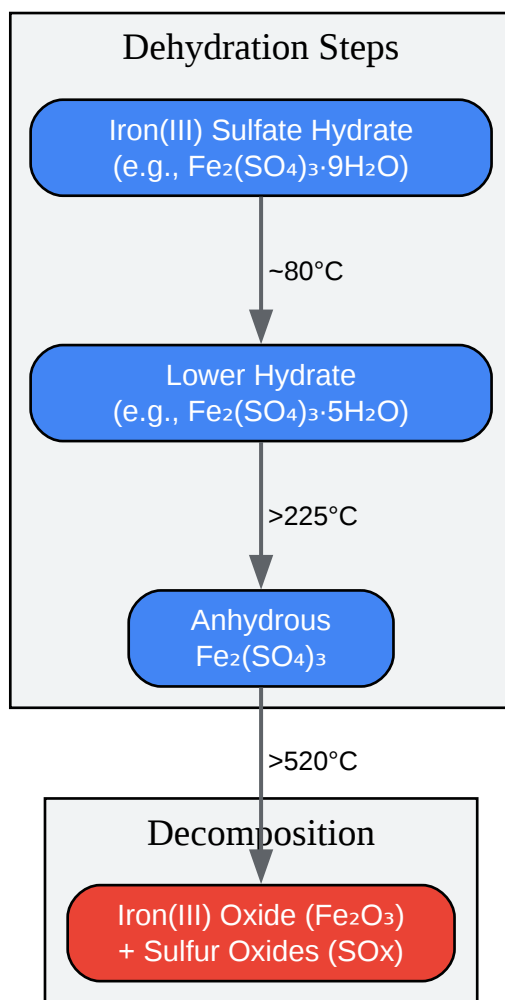 Dehydration Steps
Iron(III) Sulfate Hydrate
(e.g., Fe₂(SO₄)₃·9H₂O)
~80°C
Lower Hydrate
(e.g., Fe₂(SO₄)₃·5H₂O)
>225°C
Anhydrous
Fe₂(SO₄)₃
>520°C
Decomposition
Iron(III) Oxide (Fe₂O₃)
+ Sulfur Oxides (SOx)